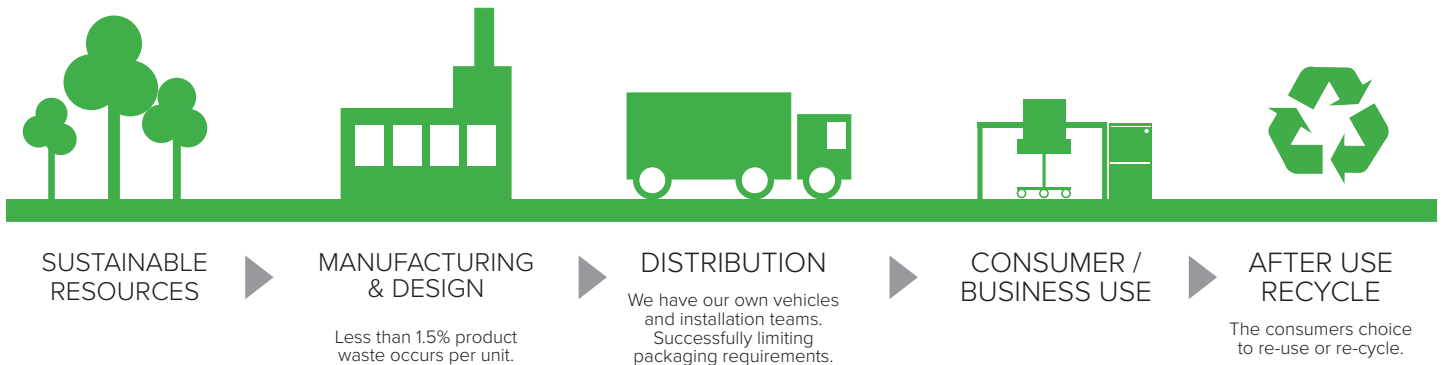 SUSTAINABLE
RESOURCES
MANUFACTURING
& DESIGN
Less than 1.5% product
waste occurs per unit.
DISTRIBUTION
We have our own vehicles
and installation teams.
Successfully limiting
packaging requirements.
CONSUMER /
BUSINESS USE
AFTER USE
RECYCLE
The consumers choice
to re-use or re-cycle.